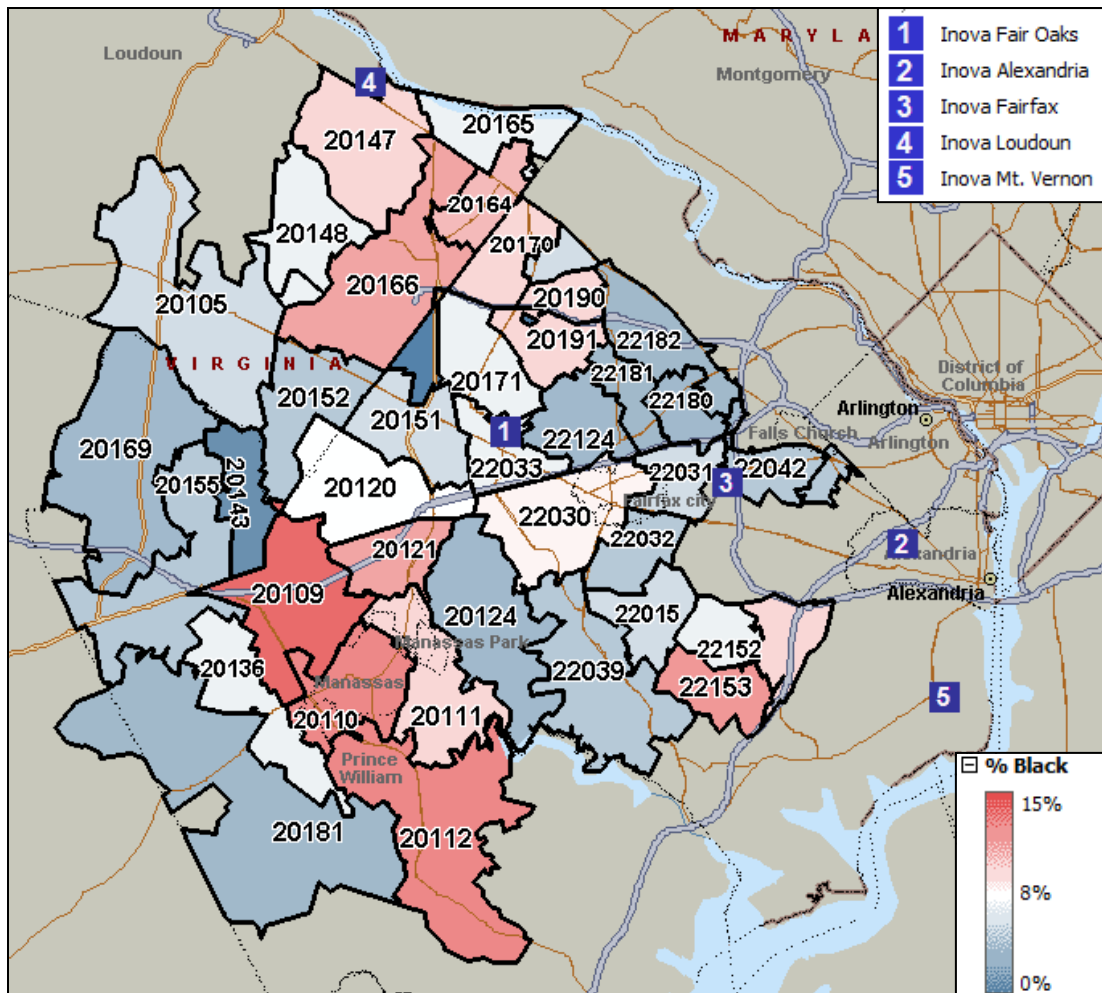 Loudoun
MARYLA
Montgomery
1 Inova Fair Oaks
2 Inova Alexandria
3 Inova Fairfax
4 Inova Loudoun
5 Inova Mt. Vernon
4
20147
20165
20164
20148
20170
20166
20190
20105
20191
22182
VIRGINIA
20171
22181
20152
22180
District of
Columbia
Arlington
20151
1
Falls Church
Arlington
20169
22124
20155
20143
22033
22031
22042
3
20120
Fairfax city
22030
20121
22032
2
Alexandria
20109
Alexandria
20124
22015
Manassas Park
22152
20136
22039
Manassas
22153
5
20110
20111
Prince
William
20181
20112
% Black
15%
8%
0%